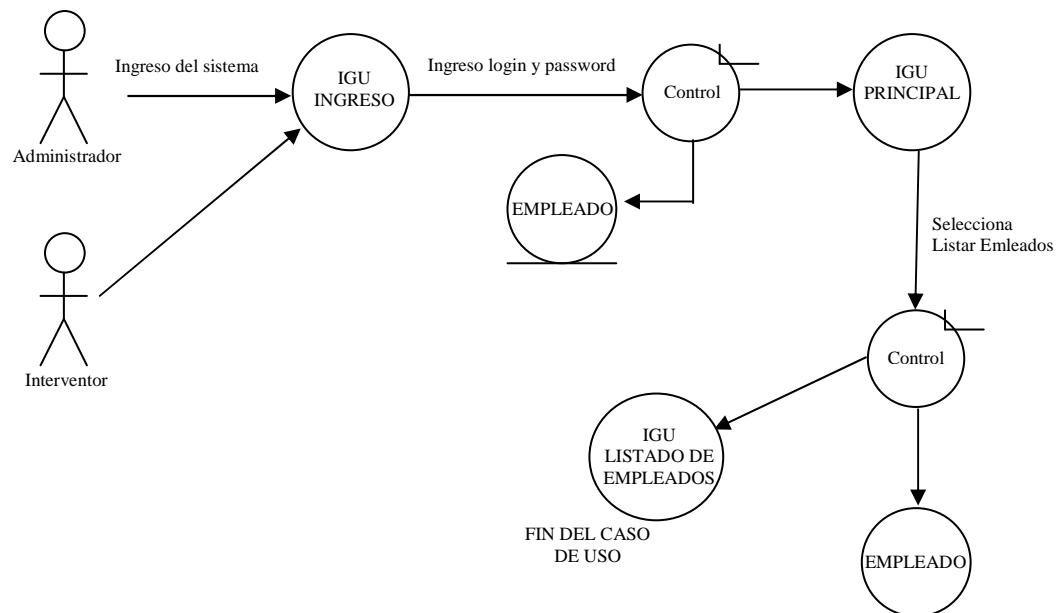 Ingreso del sistema
IGU
INGRESO
Ingreso login y password
Control
IGU
PRINCIPAL
Administrador
EMPLEADO
Selecciona
Listar Emleados
Interventor
Control
IGU
LISTADO DE
EMPLEADOS
FIN DEL CASO
DE USO
EMPLEADO